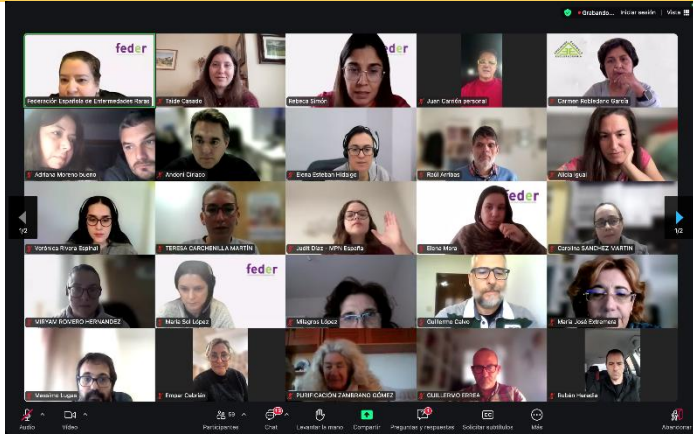 Grabando... Iniciar sesión Vista
feder
feder
Federación Española de Enfermedades Raras
Taide Casado
Rebeca Simón
Juan Carrión personal
Carmen Robledano García
Adriana Moreno bueno
Andoni Ciriaco
Elena Esteban Hidalgo
Raúl Arribas
Alicia Igual
feder
1/2
1/2
Verónica Rivera Espinal
TERESA CARCHENILLA MARTÍN
Judit Díaz - MPN España
Elena Mora
Carolina SANCHEZ MARTIN
feder
MIRYAM ROMERO HERNANDEZ
María Sol López
Milagros López
Guillermo Calvo
María José Extremera
Empar Calabián
PURIFICACIÓN ZAMBRANO GÓMEZ
GUILLERMO ERREA
Rubén Heredia
Audio
Vídeo
59
Participantes
Chat
Levantar la mano
Compartir
Preguntas y respuestas
Solicitar subtítulos
Más
Abandonar